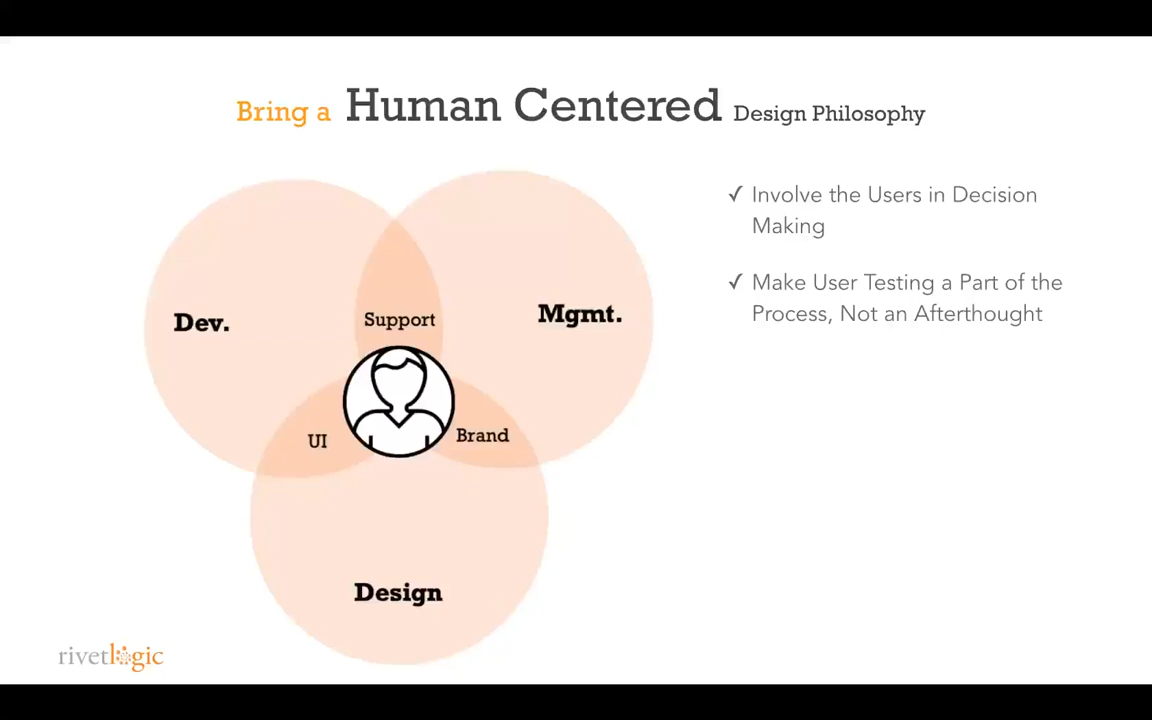 Bring a Human Centered Design Philosophy
✓ Involve the Users in Decision
Making
✓ Make User Testing a Part of the
Process, Not an Afterthought
Dev.
Support
Mgmt.
UI
Brand
Design
rivetlogic